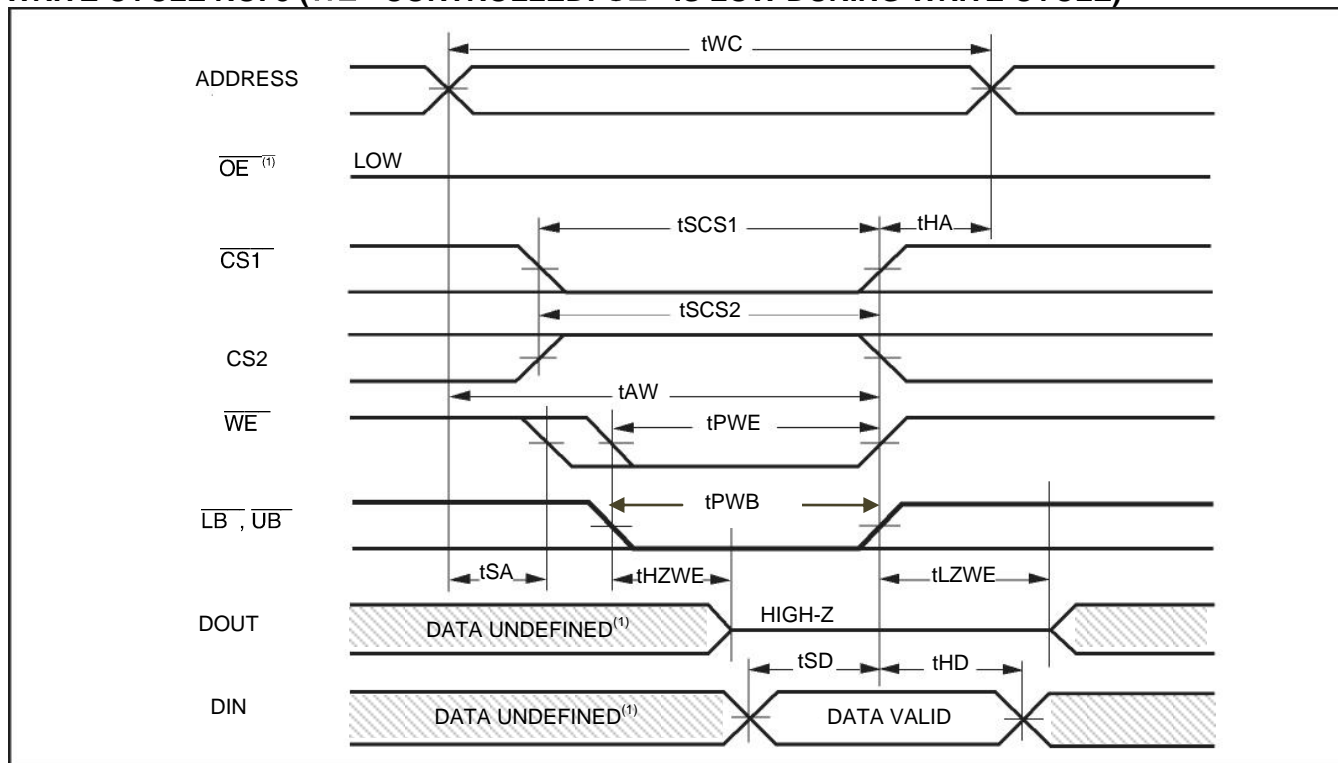 tWC
ADDRESS
OE (1)
LOW
tSCS1
tHA
CS1
tSCS2
CS2
tAW
WE
tPWE
LB , UB
tPWB
tSA
tHZWE
tLZWE
DOUT
DATA UNDEFINED(1)
HIGH-Z
tSD
tHD
DIN
DATA UNDEFINED(1)
DATA VALID